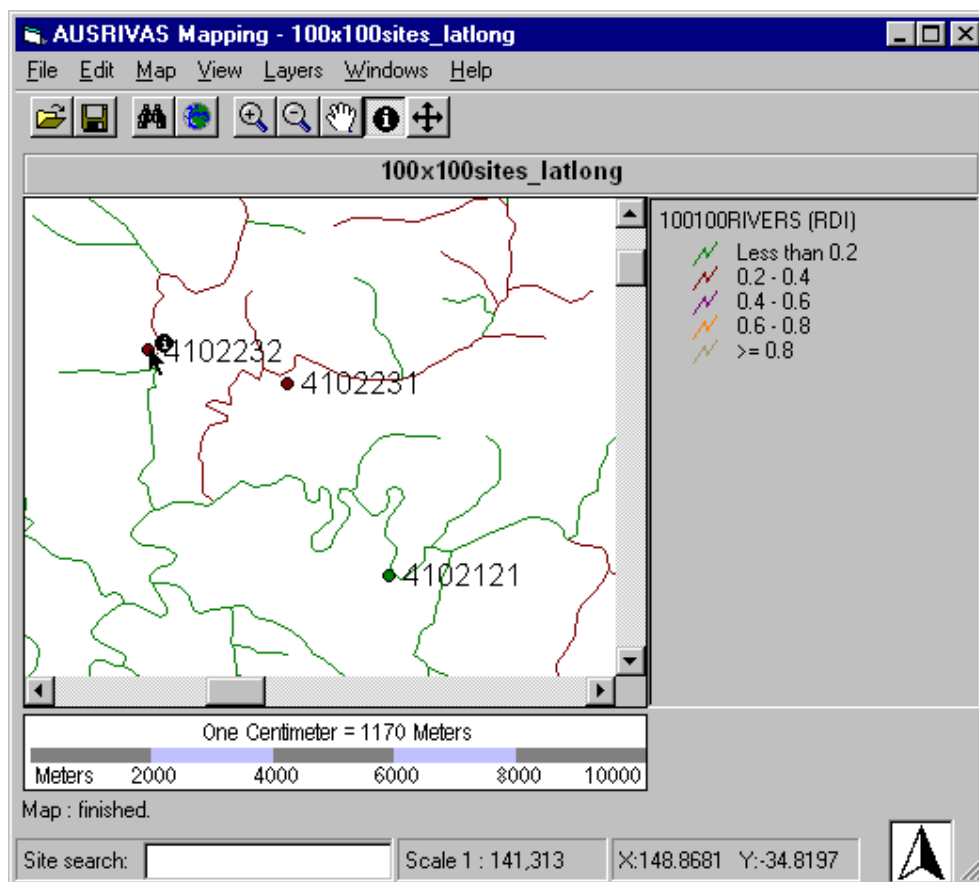 AUSRIVAS Mapping - 100x100sites_latlong
File Edit Map View Layers Windows Help
100x100sites_latlong
100100RIVERS (RDI)
Less than 0.2
0.2 - 0.4
0.4 - 0.6
0.6 - 0.8
>= 0.8
4102232
4102231
4102121
One Centimeter = 1170 Meters
Meters 2000 4000 6000 8000 10000
Map : finished.
Site search: Scale 1 : 141,313 X:148.8681 Y:-34.8197